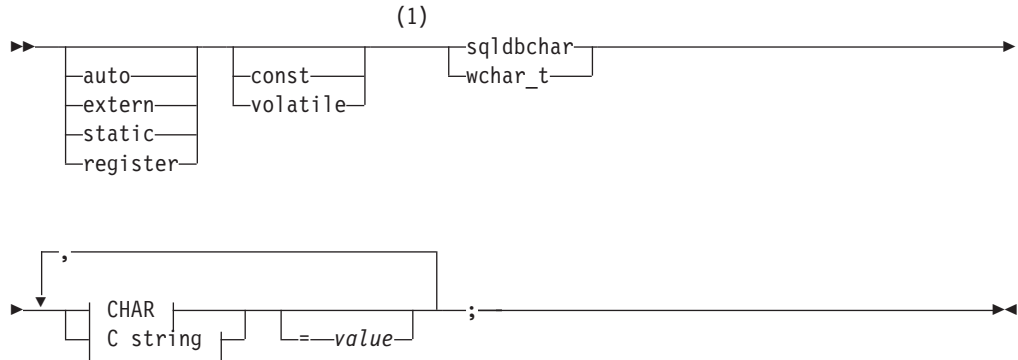 (1)
sqldbchar
auto const wchar_t
extern volatile
static
register
,
CHAR ;
C string = value